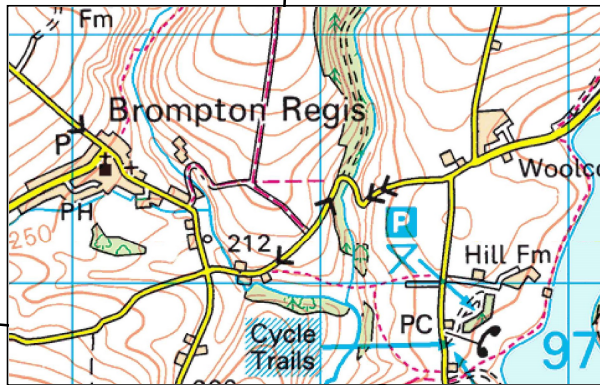 Fm
Brompton Regis
P
Woolco
PH
P
250
212
Hill Fm
PC
Cycle
Trails
97